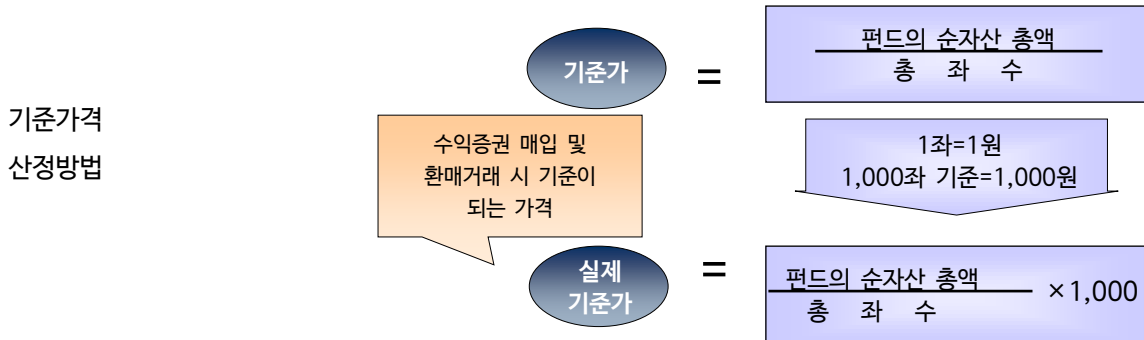 기준가격
산정방법
기준가
=
펀드의 순자산 총액
총 좌 수
수익증권 매입 및
환매거래 시 기준이
되는 가격
1좌=1원
1,000좌 기준=1,000원
실제
기준가
=
펀드의 순자산 총액
총 좌 수
×1,000